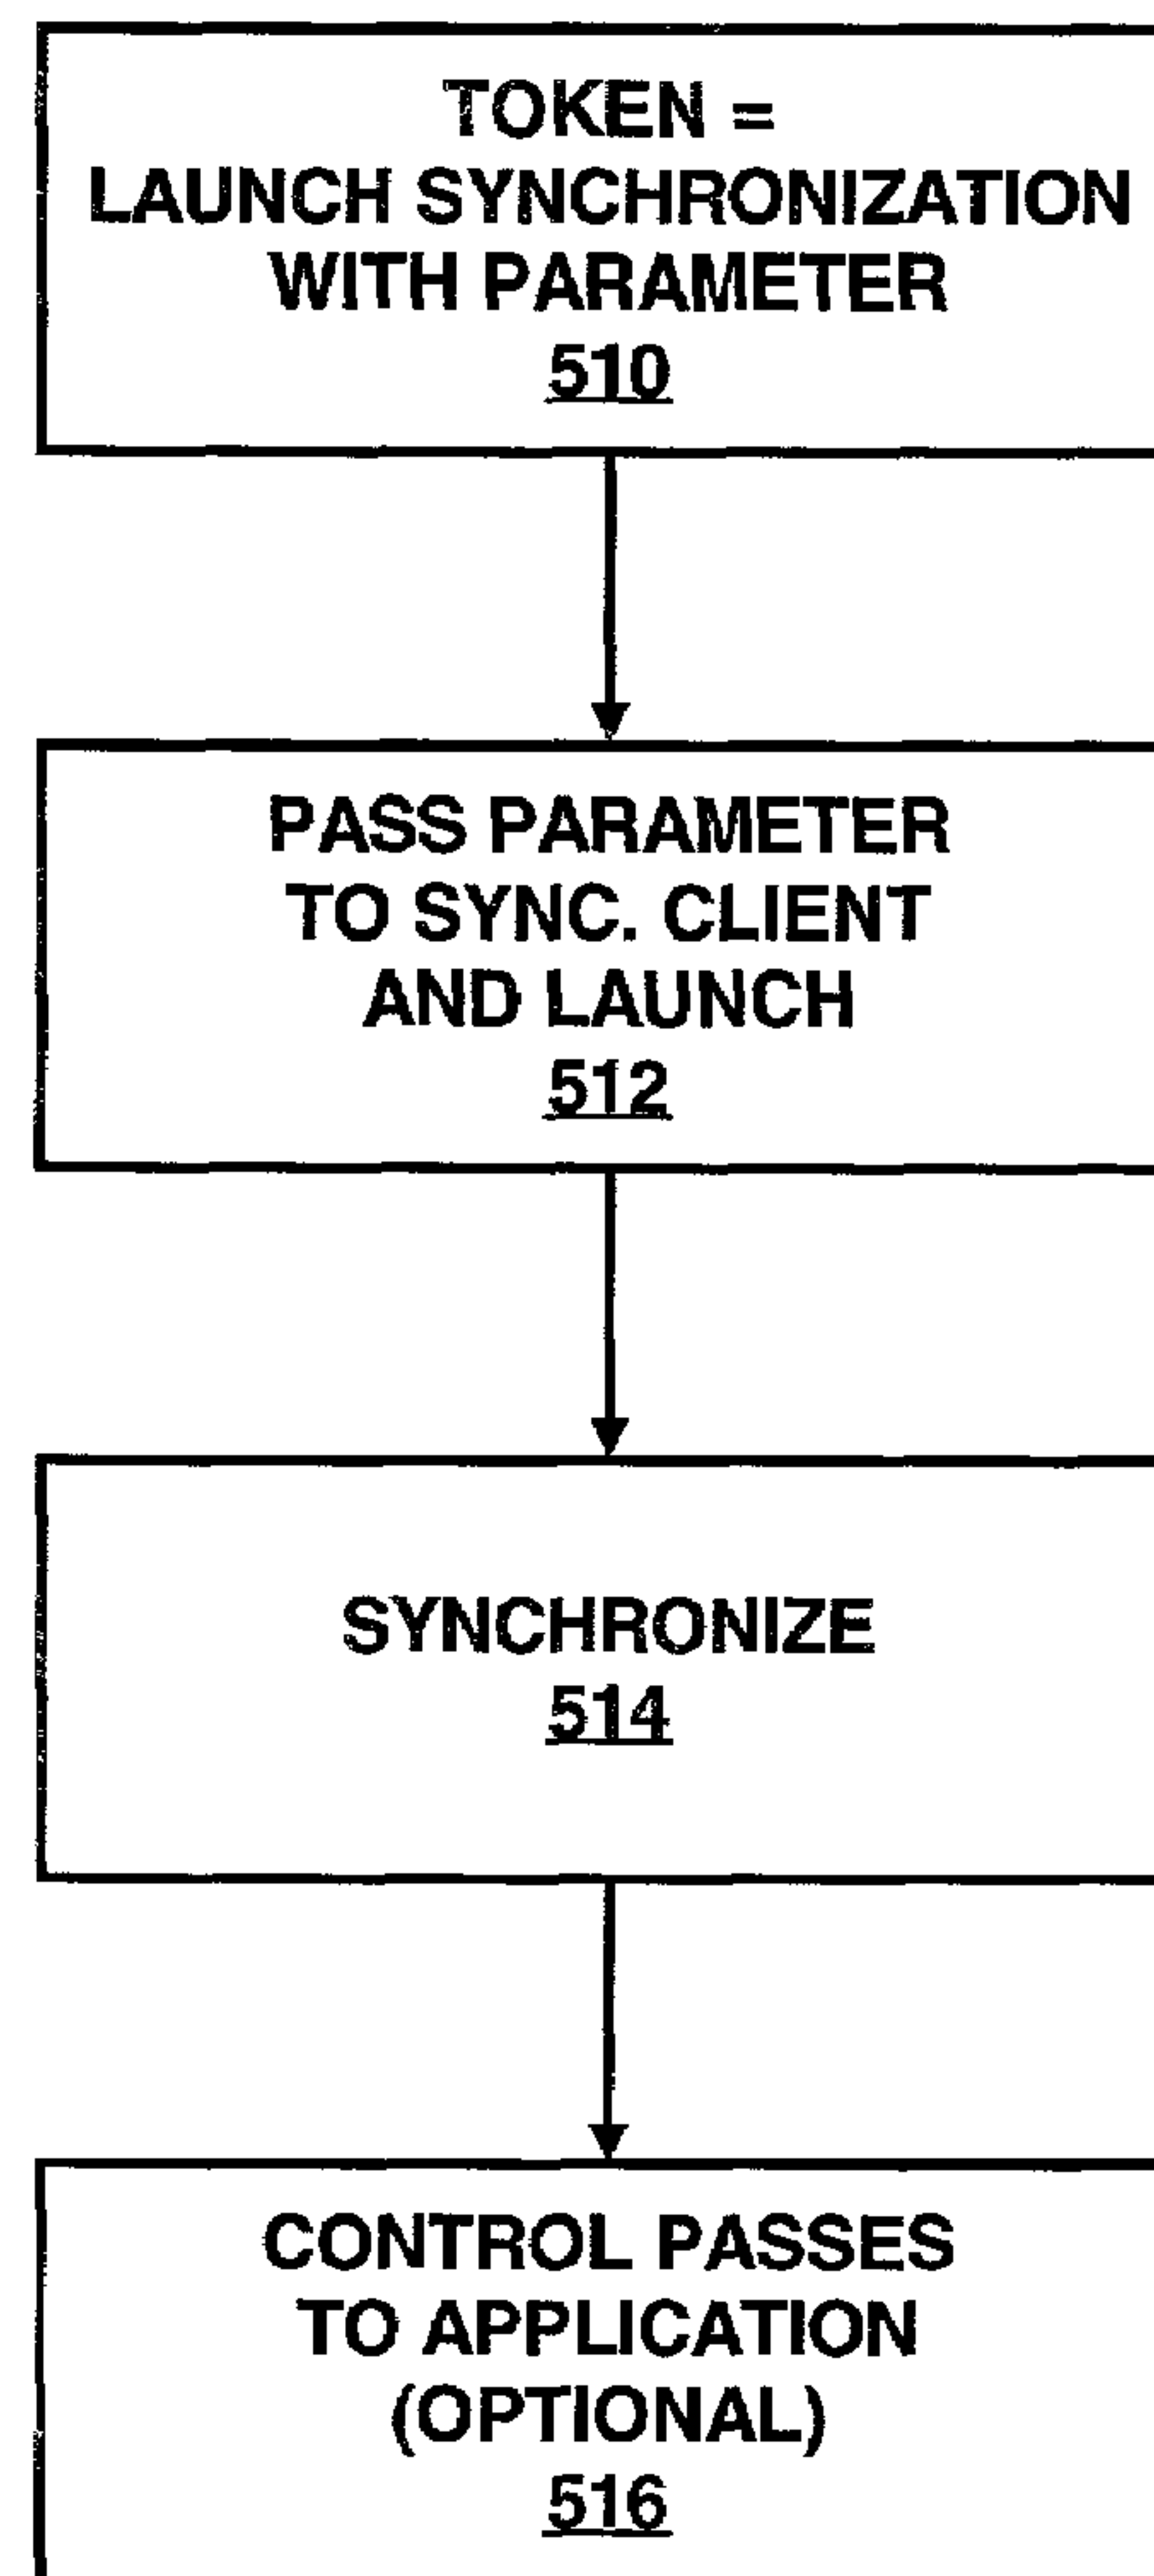 TOKEN =
LAUNCH SYNCHRONIZATION
WITH PARAMETER
510
PASS PARAMETER
TO SYNC. CLIENT
AND LAUNCH
512
SYNCHRONIZE
514
CONTROL PASSES
TO APPLICATION
(OPTIONAL)
516